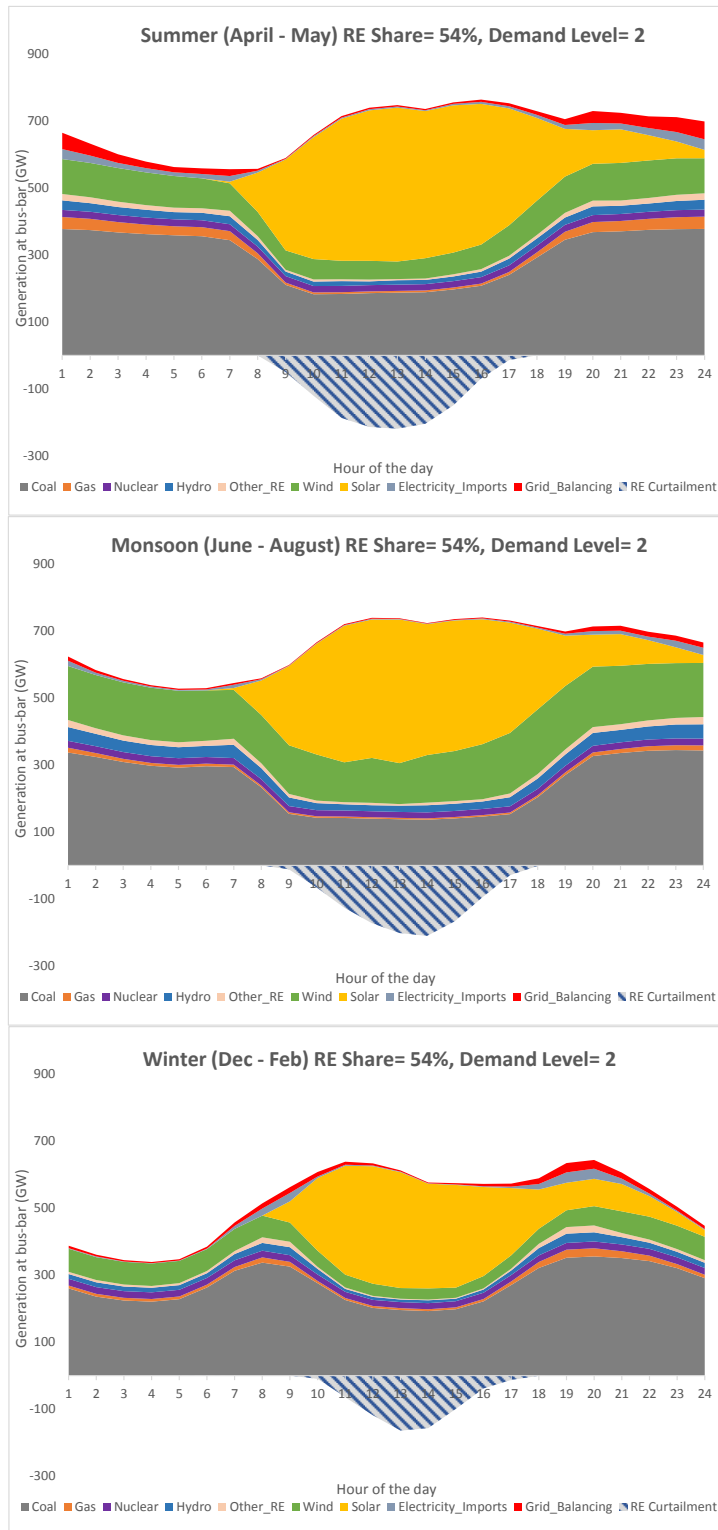 Summer (April - May) RE Share= 54%, Demand Level= 2
Generation at bus-bar (GW)
900
700
500
300
100
-100
-300
1 2 3 4 5 6 7 8 9 10 11 12 13 14 15 16 17 18 19 20 21 22 23 24
Hour of the day
Coal Gas Nuclear Hydro Other_RE Wind Solar Electricity_Imports Grid_Balancing RE Curtailment
Monsoon (June - August) RE Share= 54%, Demand Level= 2
Generation at bus-bar (GW)
900
700
500
300
100
-100
-300
1 2 3 4 5 6 7 8 9 10 11 12 13 14 15 16 17 18 19 20 21 22 23 24
Hour of the day
Coal Gas Nuclear Hydro Other_RE Wind Solar Electricity_Imports Grid_Balancing RE Curtailment
Winter (Dec - Feb) RE Share= 54%, Demand Level= 2
Generation at bus-bar (GW)
900
700
500
300
100
-100
-300
1 2 3 4 5 6 7 8 9 10 11 12 13 14 15 16 17 18 19 20 21 22 23 24
Hour of the day
Coal Gas Nuclear Hydro Other_RE Wind Solar Electricity_Imports Grid_Balancing RE Curtailment